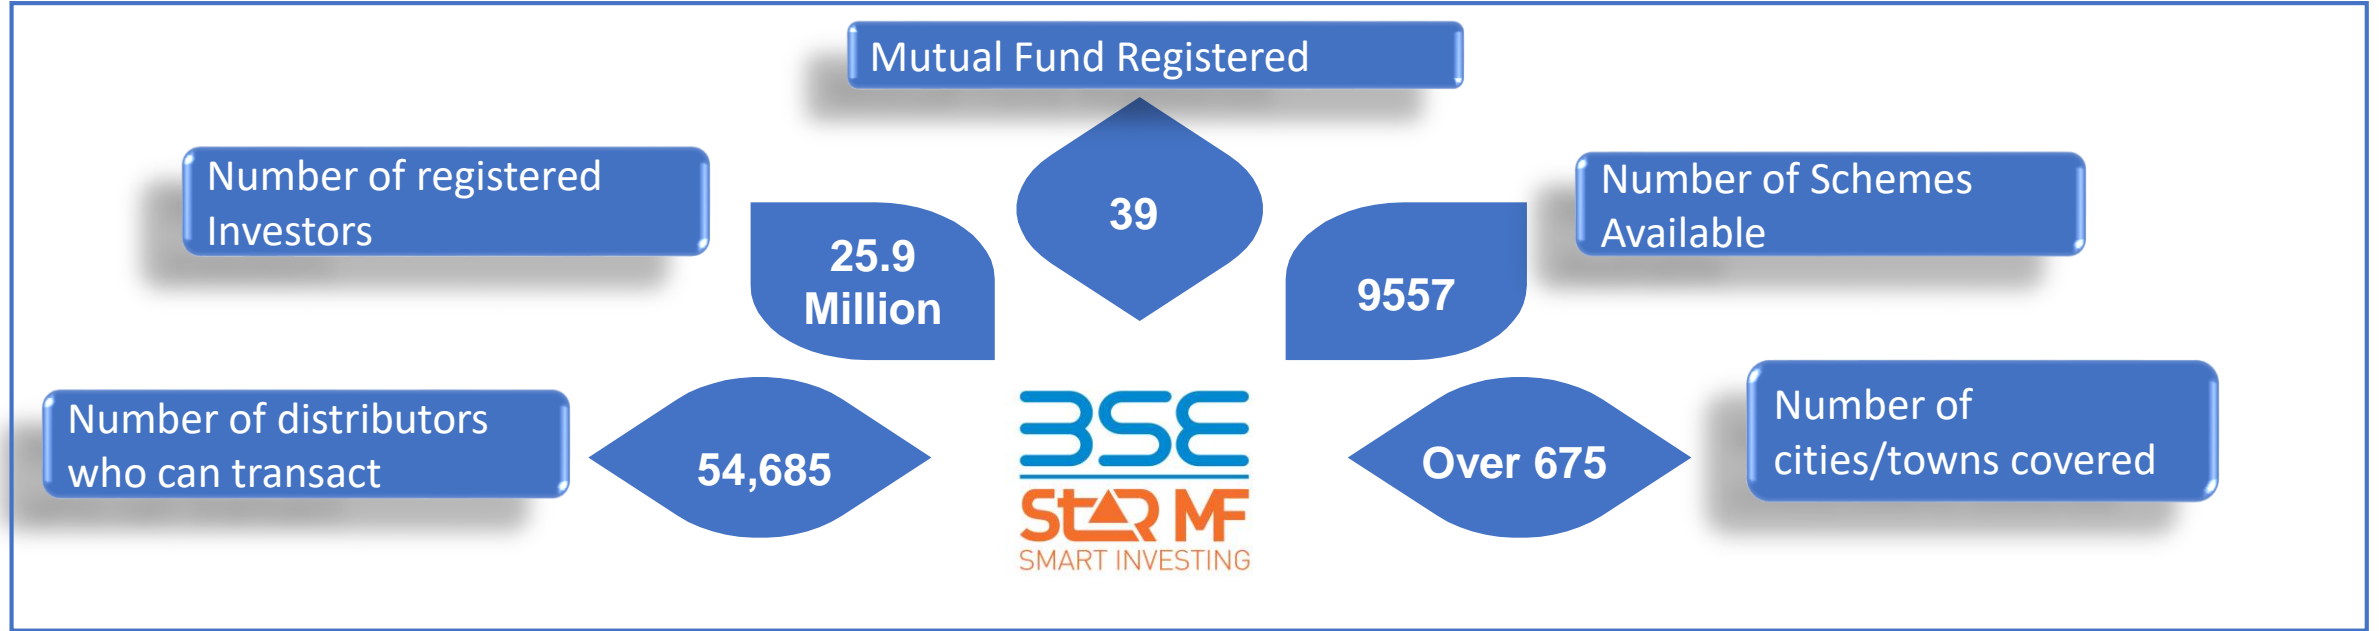 Mutual Fund Registered
39
Number of registered
Investors
25.9
Million
Number of Schemes
Available
9557
Number of distributors
who can transact
54,685
BSE
StAR MF
SMART INVESTING
Over 675
Number of
cities/towns covered